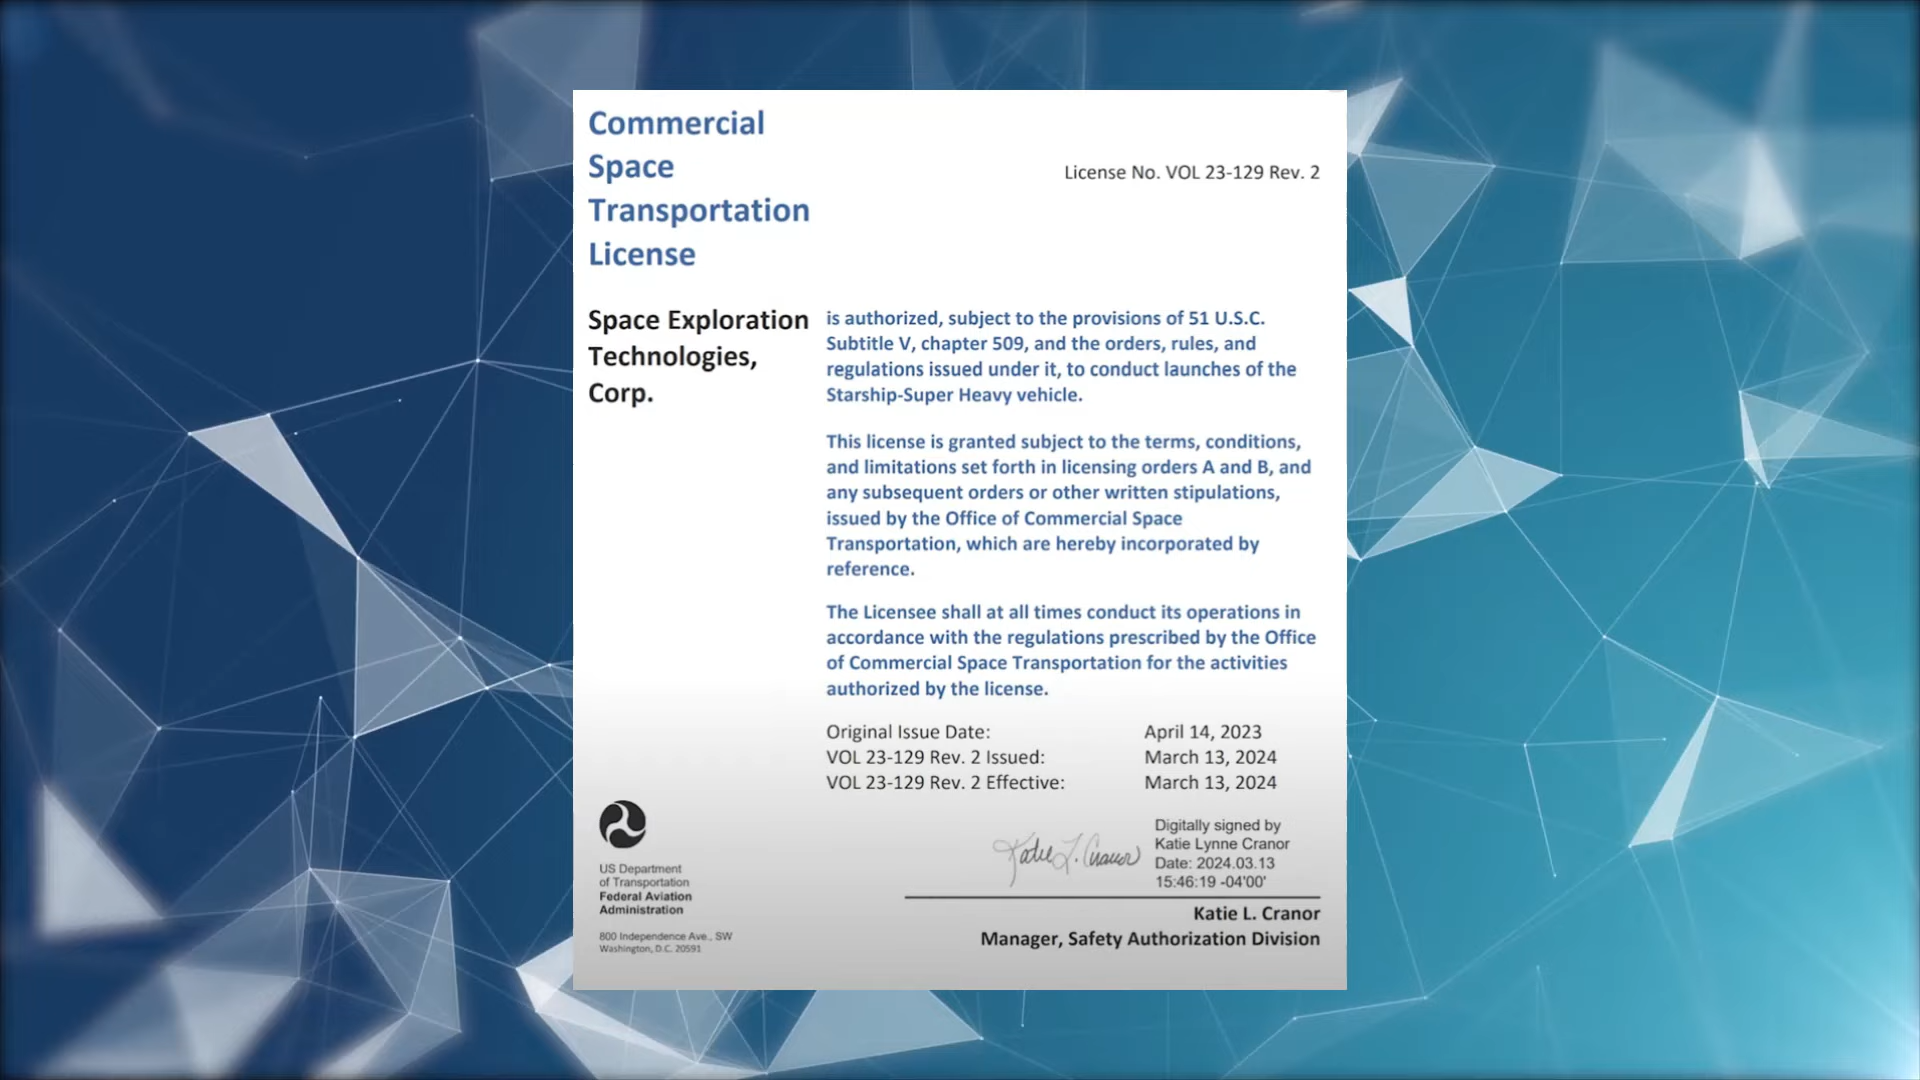 Commercial
Space
Transportation
License
License No. VOL 23-129 Rev. 2
Space Exploration
Technologies,
Corp.
is authorized, subject to the provisions of 51 U.S.C.
Subtitle V, chapter 509, and the orders, rules, and
regulations issued under it, to conduct launches of the
Starship-Super Heavy vehicle.
This license is granted subject to the terms, conditions,
and limitations set forth in licensing orders A and B, and
any subsequent orders or other written stipulations,
issued by the Office of Commercial Space
Transportation, which are hereby incorporated by
reference.
The Licensee shall at all times conduct its operations in
accordance with the regulations prescribed by the Office
of Commercial Space Transportation for the activities
authorized by the license.
Original Issue Date: April 14, 2023
VOL 23-129 Rev. 2 Issued: March 13, 2024
VOL 23-129 Rev. 2 Effective: March 13, 2024
US Department
of Transportation
Federal Aviation
Administration
800 Independence Ave., SW
Washington, D.C. 20591
Katie L. Cranor
Digitally signed by
Katie Lynne Cranor
Date: 2024.03.13
15:46:19 -04'00'
Katie L. Cranor
Manager, Safety Authorization Division